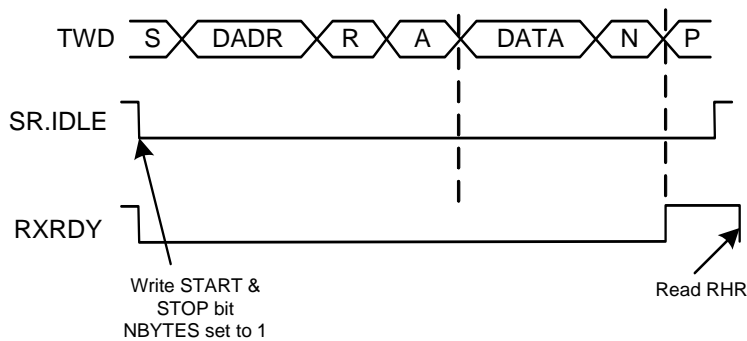 TWD S DADR R A DATA N P
SR.IDLE
RXRDY
Write START &
STOP bit
NBYTES set to 1
Read RHR